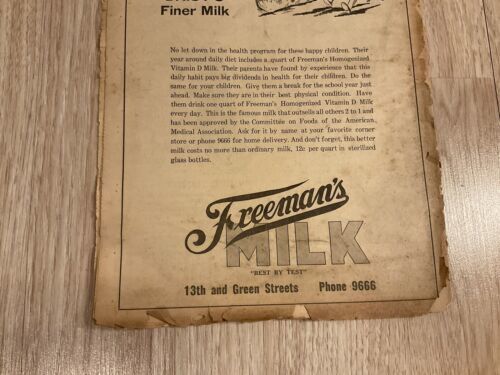 Finer Milk
No let down in the health program for these happy children. Their
year around daily diet includes a quart of Freeman's Homogenized
Vitamin D Milk. Their parents have found by experience that this
daily habit pays big dividends in health for their children. Do the
same for your children. Give them a break for the school year just
ahead. Make sure they are in their best physical condition. Have
them drink one quart of Freeman's Homogenized Vitamin D Milk
every day. This is the famous milk that outsells all others 2 to 1 and
has been approved by the Committee on Foods of the American
Medical Association. Ask for it by name at your favorite corner
store or phone 9666 for home delivery. And don't forget, this better
milk costs no more than ordinary milk, 12c per quart in sterilized
glass bottles.
Freeman's
MILK
"BEST BY TEST"
13th and Green Streets Phone 9666